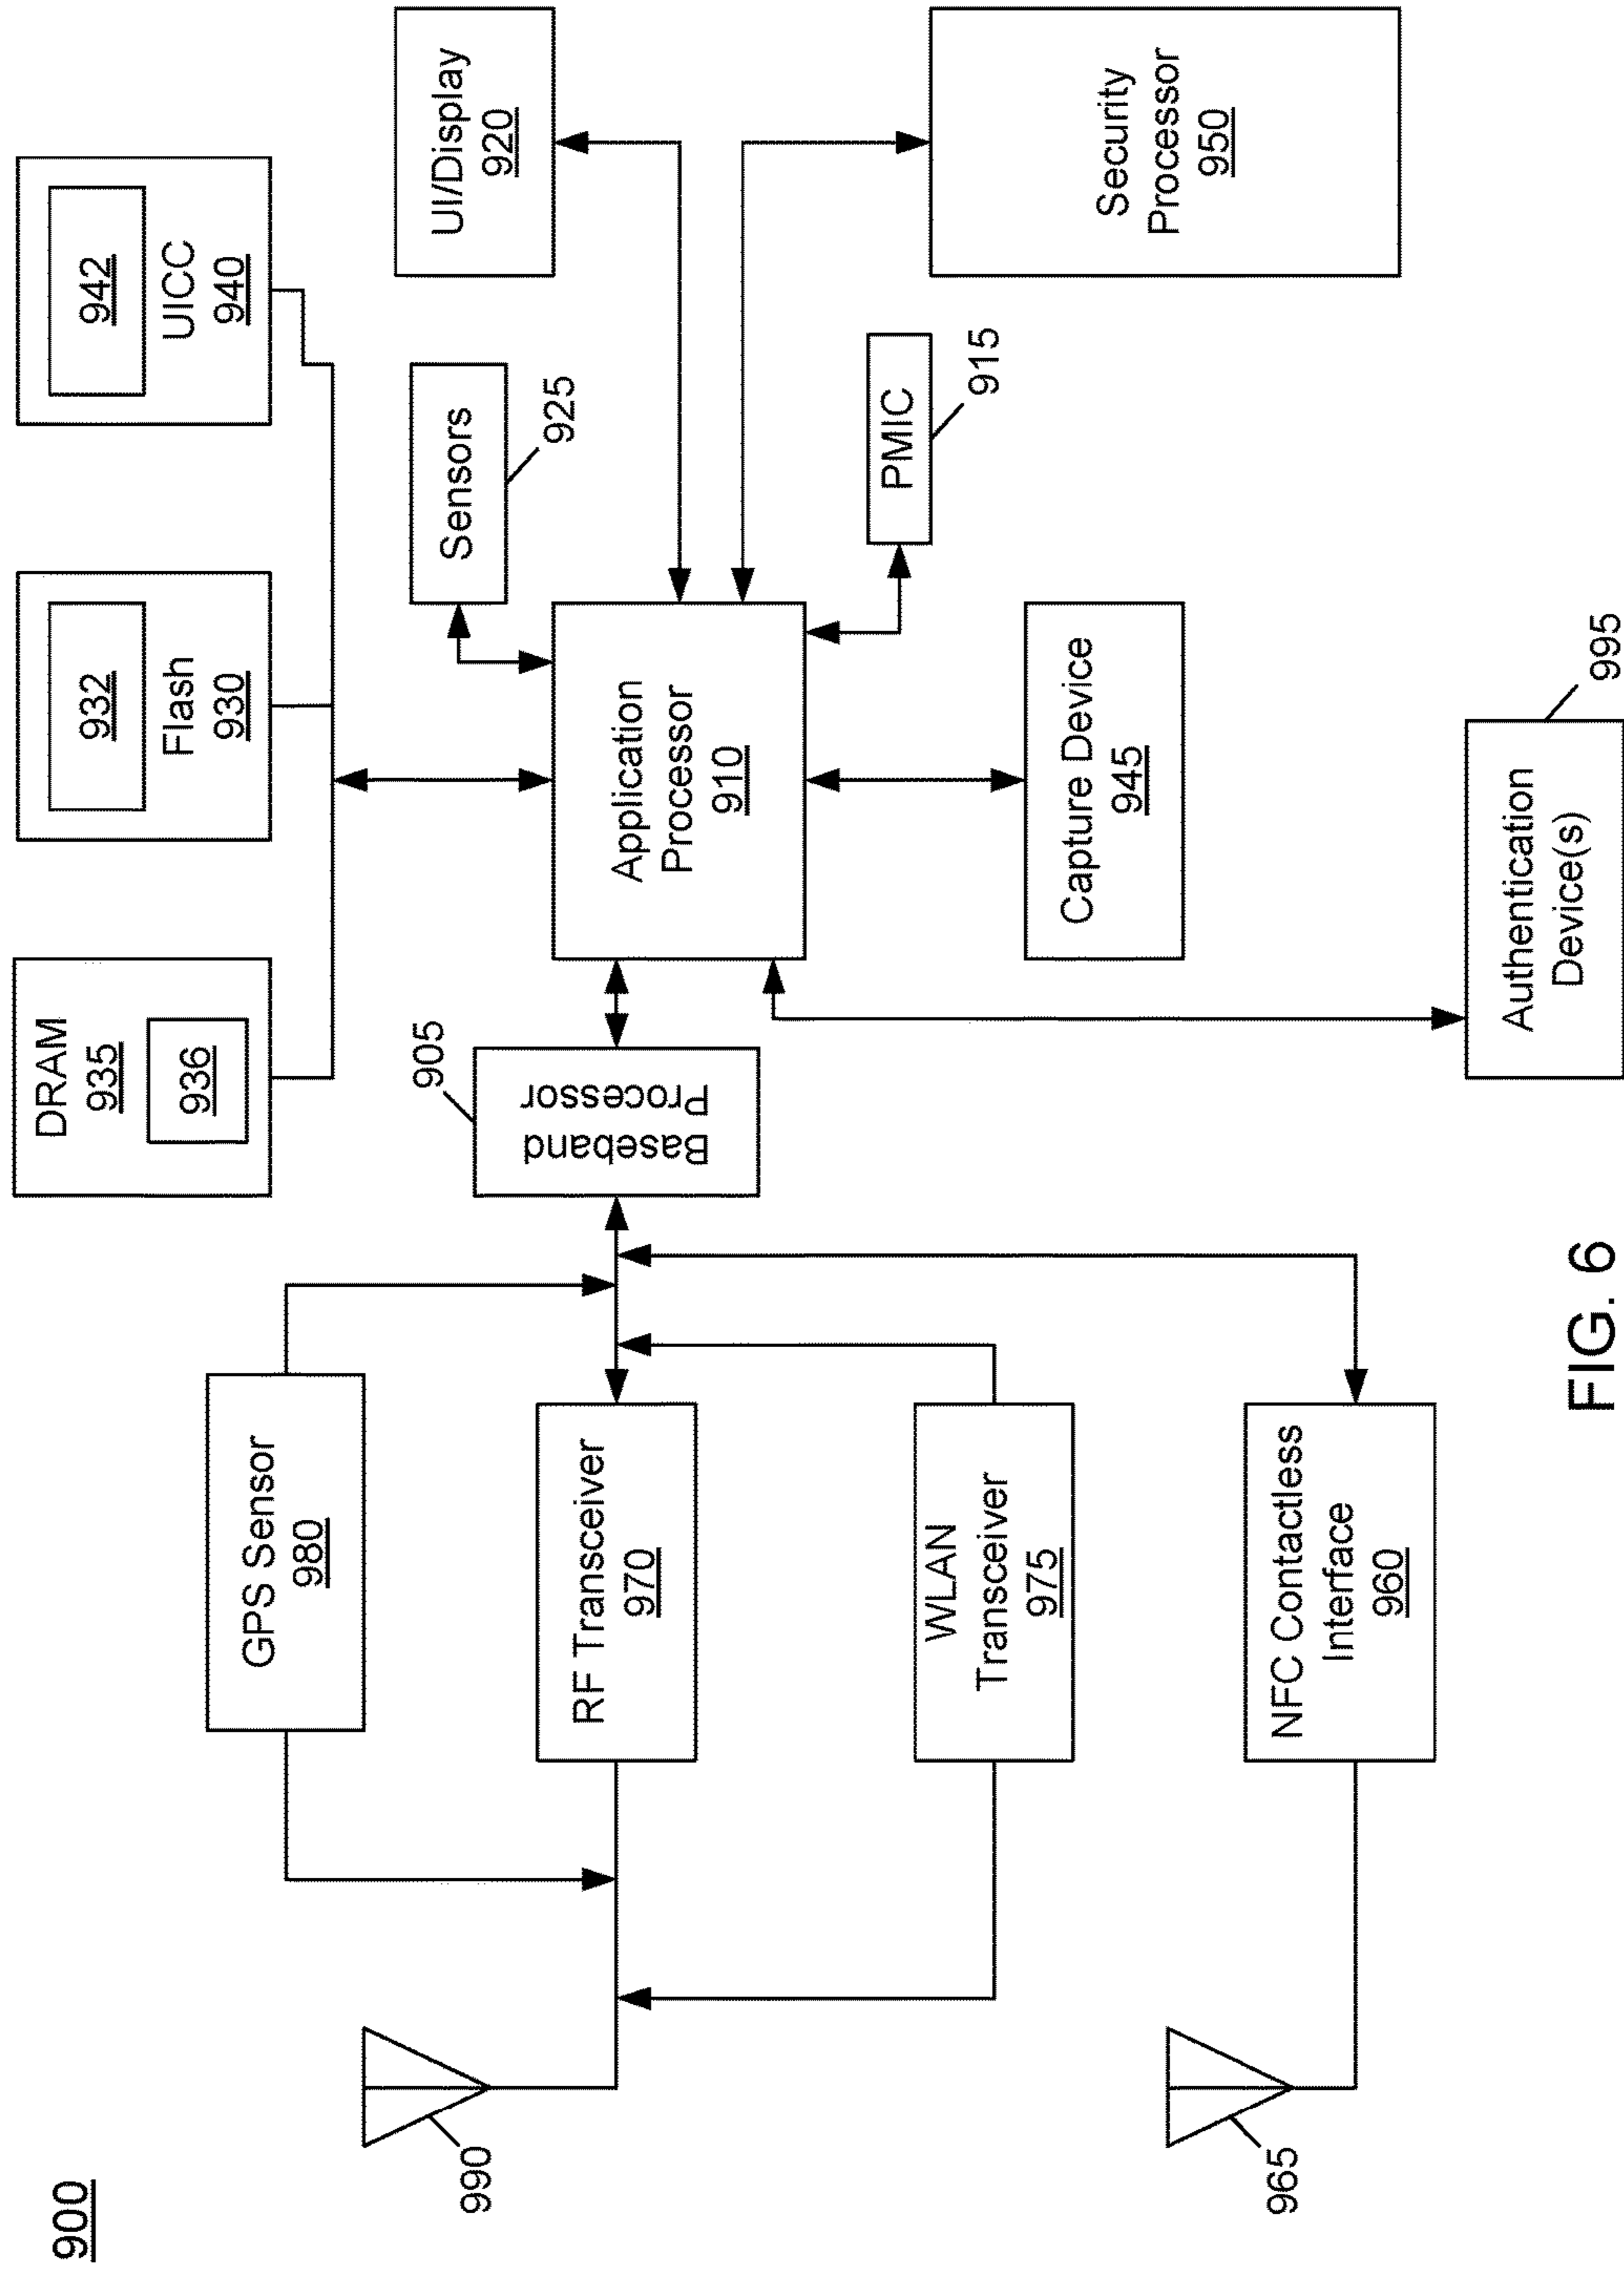 900
990
965
GPS Sensor
980
RF Transceiver
970
WLAN
Transceiver
975
NFC Contactless
Interface
960
DRAM
935
936
905
Baseband
Processor
932
Flash
930
942
UICC
940
Sensors
925
UI/Display
920
Application
Processor
910
PMIC
915
Security
Processor
950
Capture Device
945
Authentication
Device(s)
995
FIG. 6